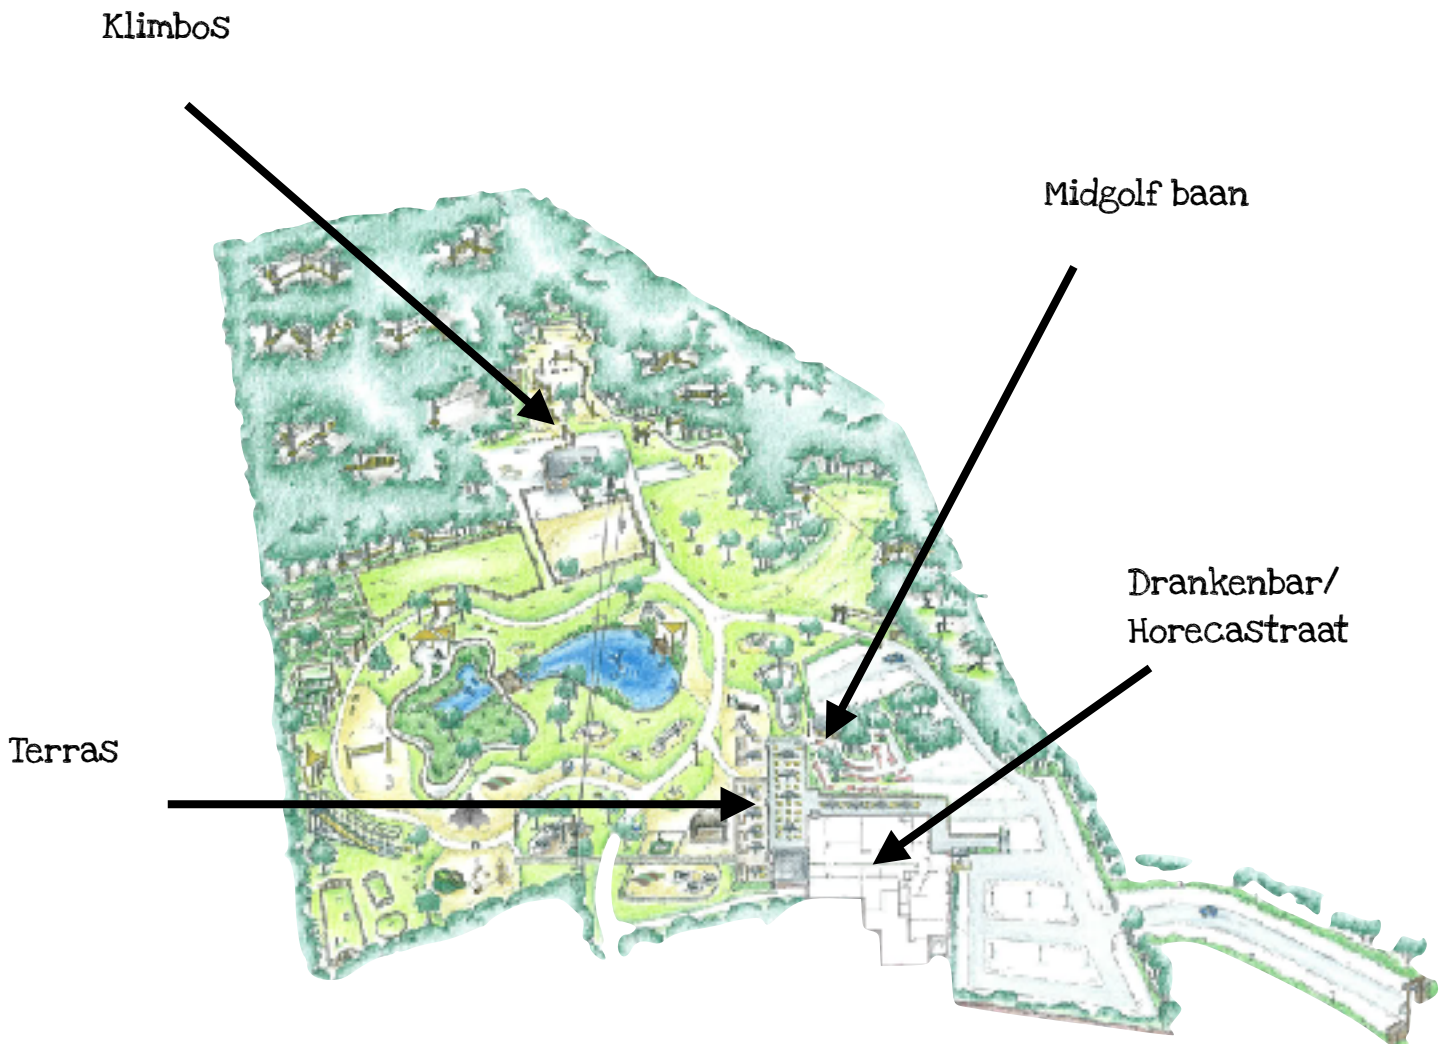 Klimbos
Midgolf baan
Drankenbar/
Horecastraat
Terras